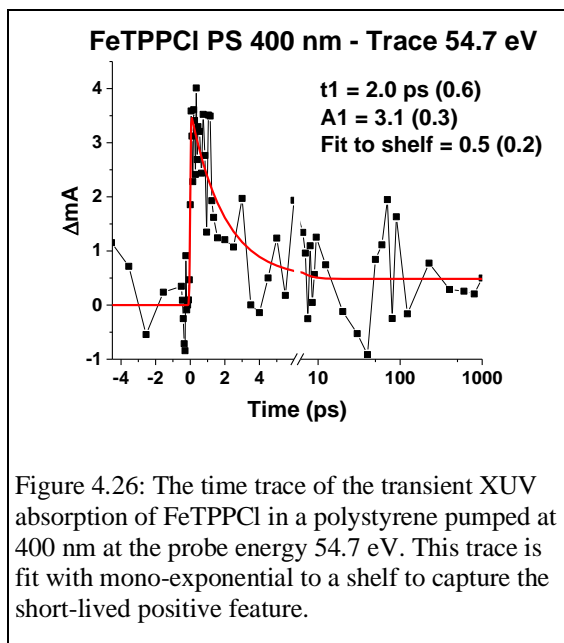 FeTPPCl PS 400 nm - Trace 54.7 eV
t1 = 2.0 ps (0.6)
A1 = 3.1 (0.3)
Fit to shelf = 0.5 (0.2)
ΔmA
4
3
2
1
0
-1
-4 -2 0 2 4 10 100 1000
Time (ps)
Figure 4.26: The time trace of the transient XUV
absorption of FeTPPCl in a polystyrene pumped at
400 nm at the probe energy 54.7 eV. This trace is
fit with mono-exponential to a shelf to capture the
short-lived positive feature.